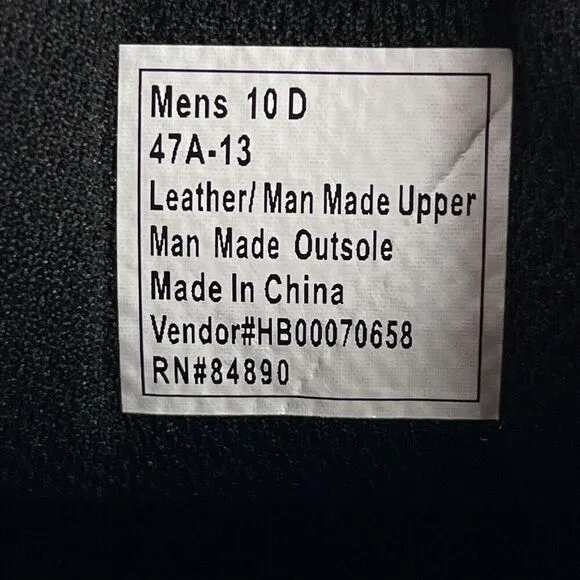 Mens 10 D
47A-13
Leather/ Man Made Upper
Man Made Outsole
Made In China
Vendor#HB00070658
RN#84890